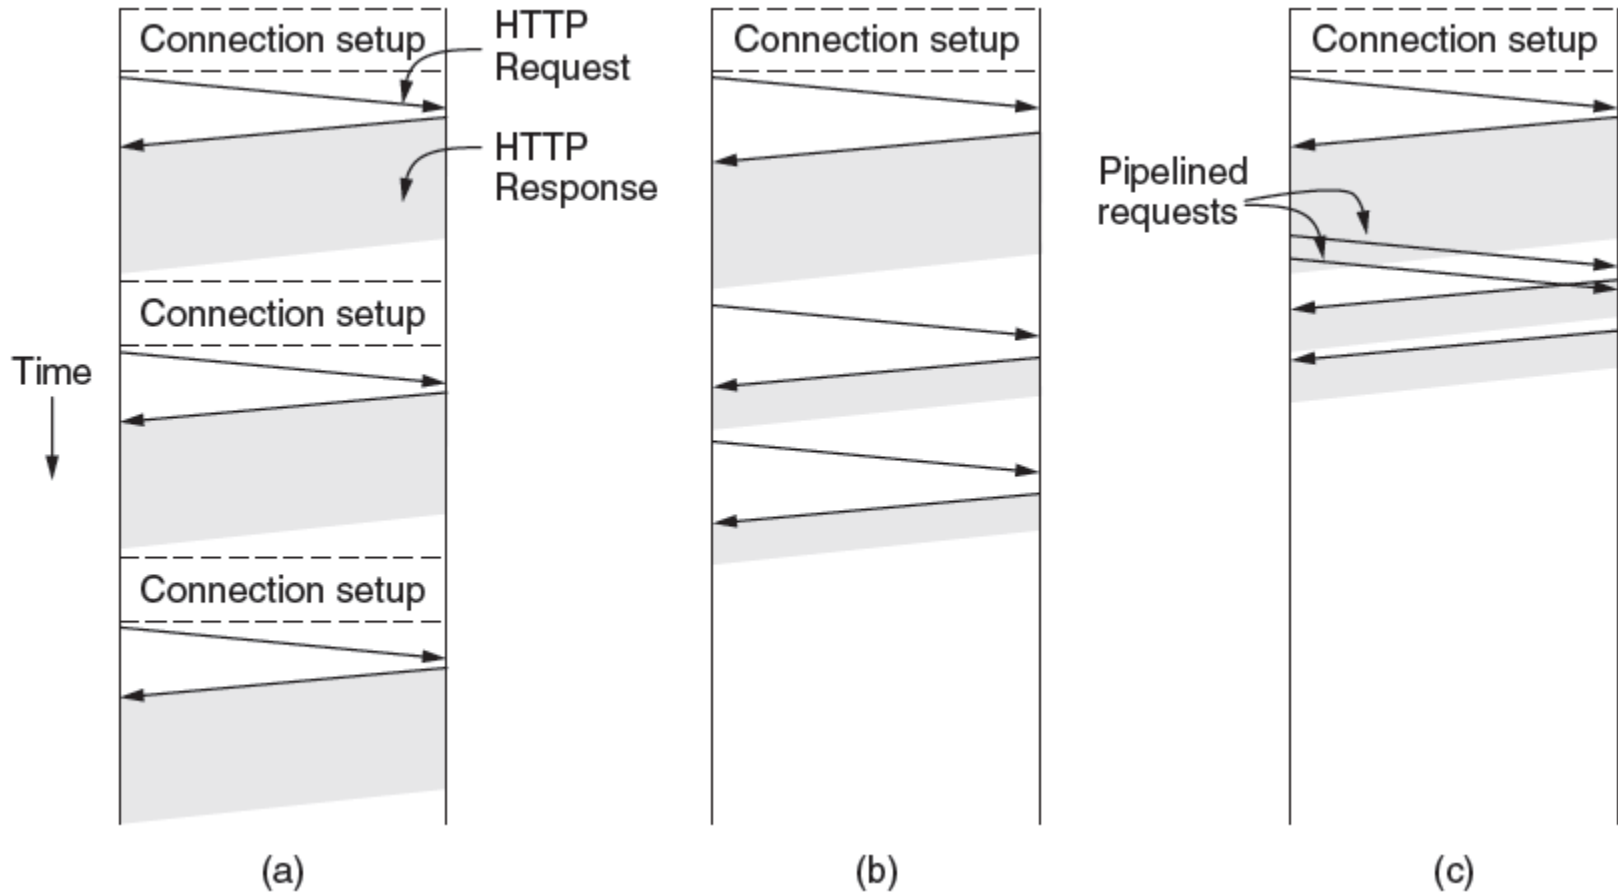 Connection setup
HTTP
Request
HTTP
Response
Connection setup
Time
Connection setup
(a)
Connection setup
(b)
Connection setup
Pipelined
requests
(c)